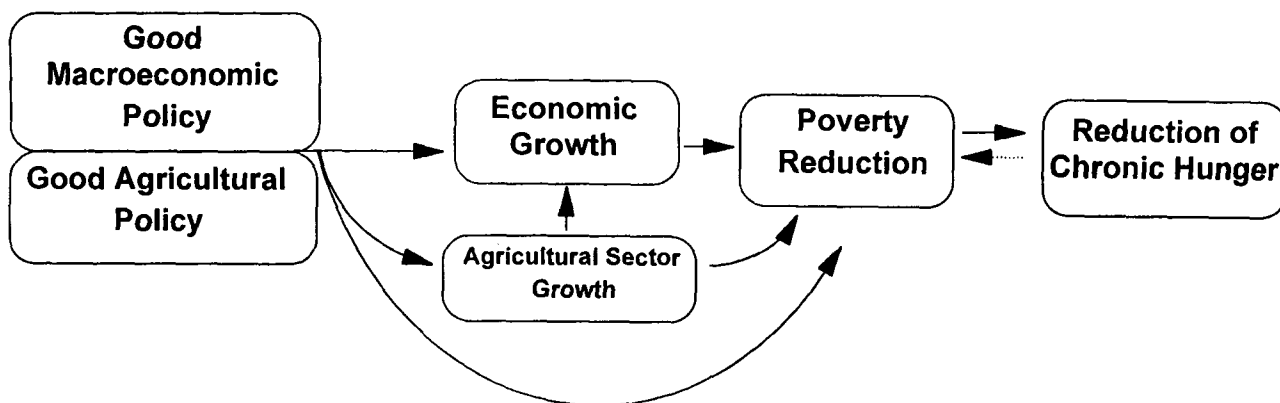 Good
Macroeconomic
Policy
Good Agricultural
Policy
Economic
Growth
Agricultural Sector
Growth
Poverty
Reduction
Reduction of
Chronic Hunger